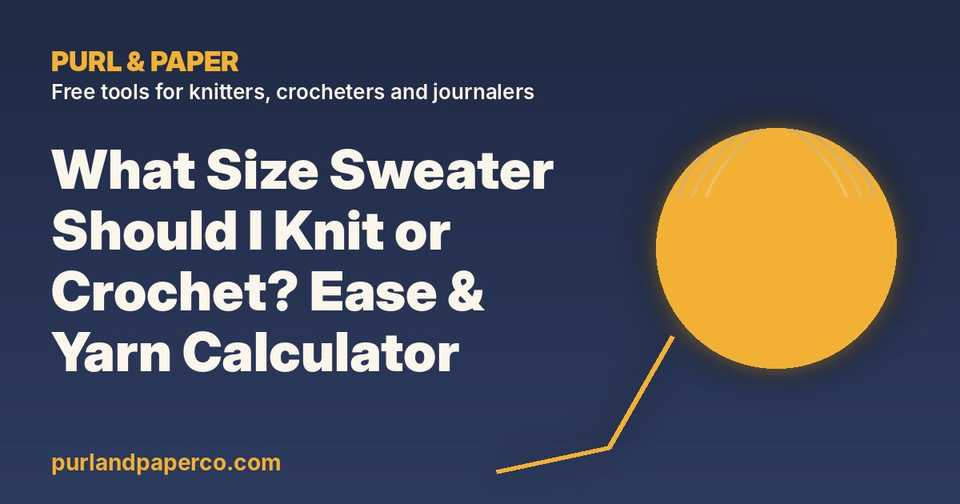 PURL & PAPER
Free tools for knitters, crocheters and journalers
What Size Sweater
Should I Knit or
Crochet? Ease &
Yarn Calculator
purlandpaperco.com